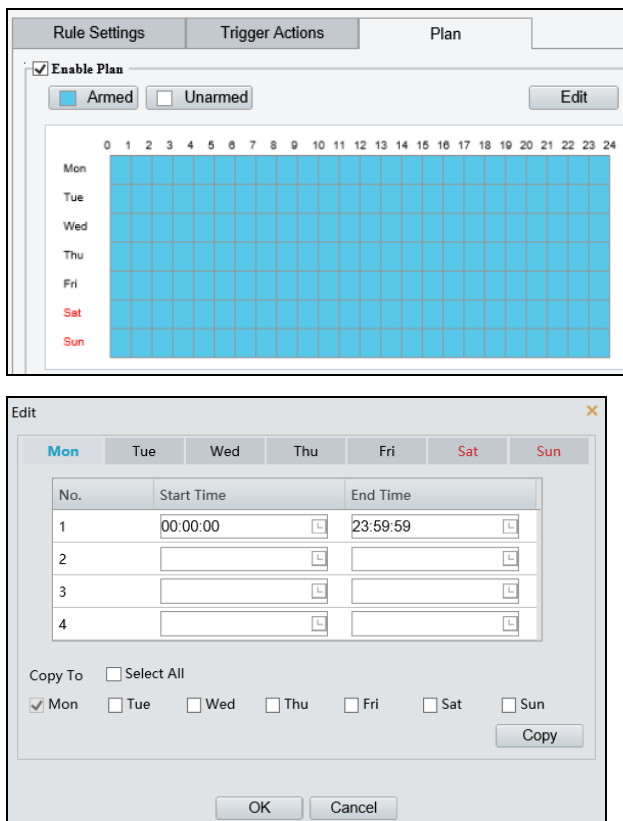 Rule Settings Trigger Actions Plan
Enable Plan
Armed Unarmed Edit
0 1 2 3 4 5 6 7 8 9 10 11 12 13 14 15 16 17 18 19 20 21 22 23 24
Mon
Tue
Wed
Thu
Fri
Sat
Sun
Edit
Mon Tue Wed Thu Fri Sat Sun
No. Start Time End Time
1 00:00:00 23:59:59
2
3
4
Copy To Select All
Mon Tue Wed Thu Fri Sat Sun
Copy
OK Cancel